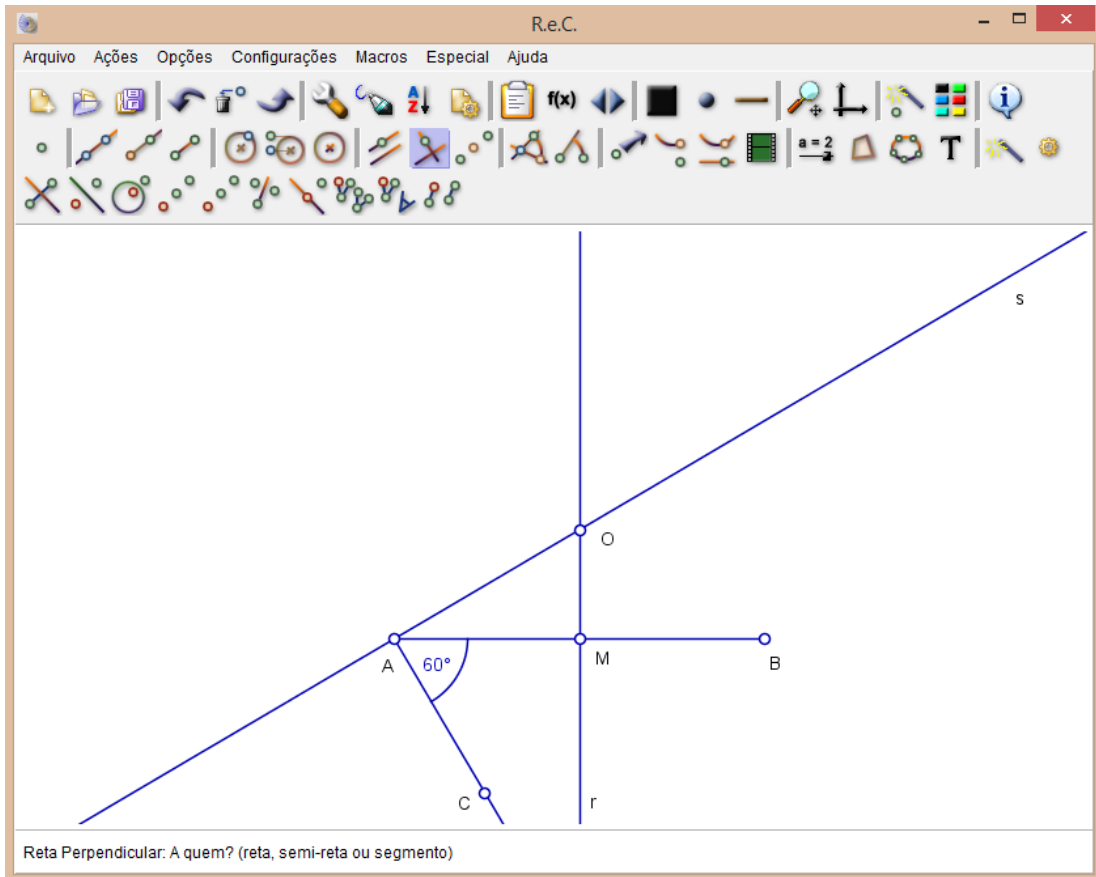 R.e.C.
Arquivo Ações Opções Configurações Macros Especial Ajuda
A
Z
f(x)
a = 2
T
s
O
A
60°
M
B
C
r
Reta Perpendicular: A quem? (reta, semi-reta ou segmento)